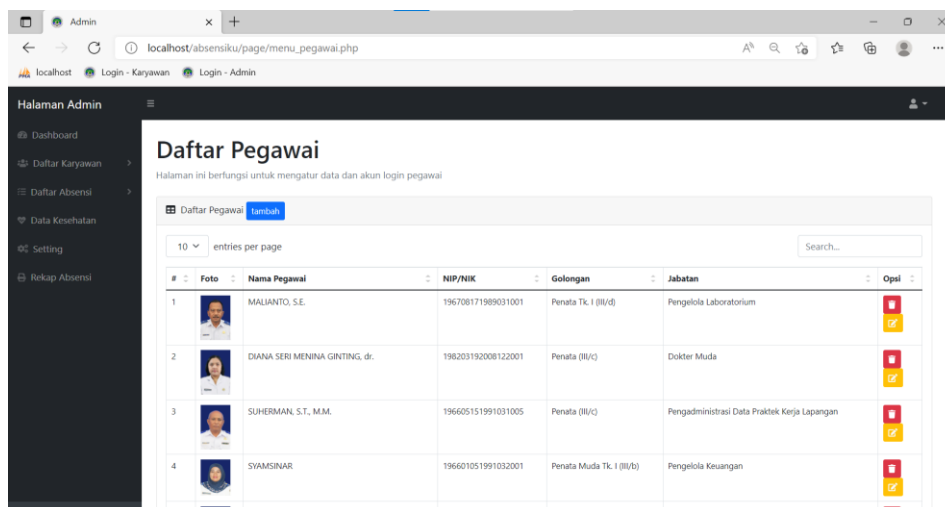 Admin
localhost/absensiku/page/menu_pegawai.php
localhost Login - Karyawan Login - Admin
Halaman Admin
Dashboard
Daftar Karyawan
Daftar Absensi
Data Kesehatan
Setting
Rekap Absensi
Daftar Pegawai
Halaman ini berfungsi untuk mengatur data dan akun login pegawai
Daftar Pegawai tambah
10 entries per page Search...
# Foto Nama Pegawai NIP/NIK Golongan Jabatan Opsi
1 MALIANTO, S.E. 196708171989031001 Penata Tk. I (III/d) Pengelola Laboratorium
2 DIANA SERI MENINA GINTING, dr. 198203192008122001 Penata (III/c) Dokter Muda
3 SUHERMAN, S.T., M.M. 196605151991031005 Penata (III/c) Pengadministrasi Data Praktek Kerja Lapangan
4 SYAMSINAR 196601051991032001 Penata Muda Tk. I (III/b) Pengelola Keuangan